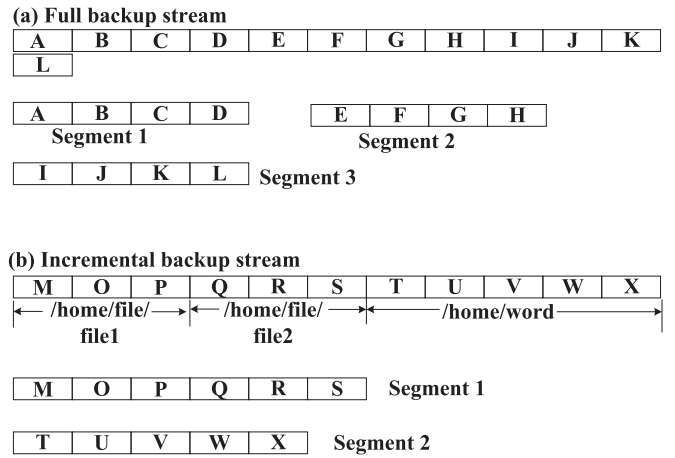 (a) Full backup stream
A B C D E F G H I J K
L
A B C D E F G H
Segment 1 Segment 2
I J K L Segment 3
(b) Incremental backup stream
M O P Q R S T U V W X
/home/file/ /home/file/ /home/word
file1 file2
M O P Q R S Segment 1
T U V W X Segment 2